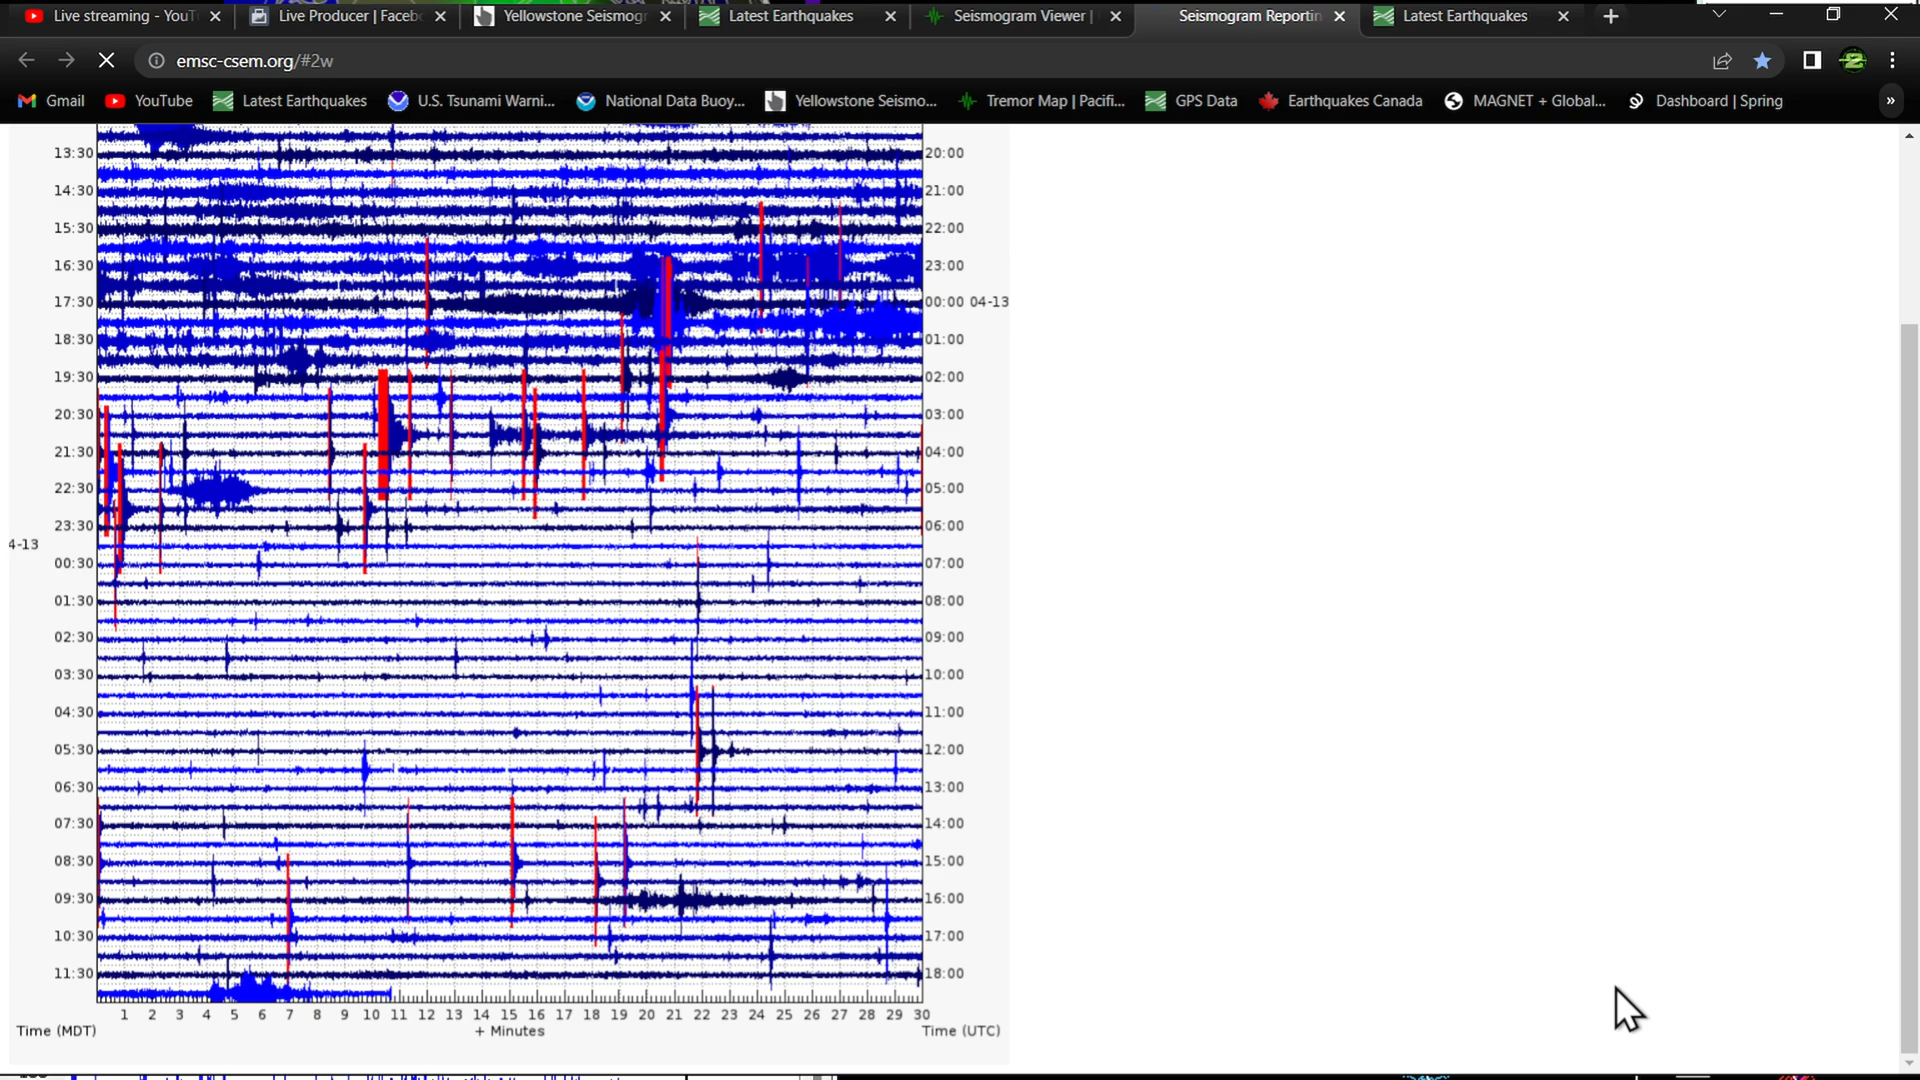 Live streaming - YouT
Live Producer | Faceb
Yellowstone Seismogr
Latest Earthquakes
Seismogram Viewer |
Seismogram Reportin
Latest Earthquakes
emsc-csem.org/#2w
Gmail
YouTube
Latest Earthquakes
U.S. Tsunami Warni...
National Data Buoy...
Yellowstone Seismo...
Tremor Map | Pacifi...
GPS Data
Earthquakes Canada
MAGNET + Global...
Dashboard | Spring
»
13:30 20:00
14:30 21:00
15:30 22:00
16:30 23:00
17:30 00:00 04-13
18:30 01:00
19:30 02:00
20:30 03:00
21:30 04:00
22:30 05:00
23:30 06:00
4-13
00:30 07:00
01:30 08:00
02:30 09:00
03:30 10:00
04:30 11:00
05:30 12:00
06:30 13:00
07:30 14:00
08:30 15:00
09:30 16:00
10:30 17:00
11:30 18:00
1 2 3 4 5 6 7 8 9 10 11 12 13 14 15 16 17 18 19 20 21 22 23 24 25 26 27 28 29 30
Time (MDT) + Minutes Time (UTC)